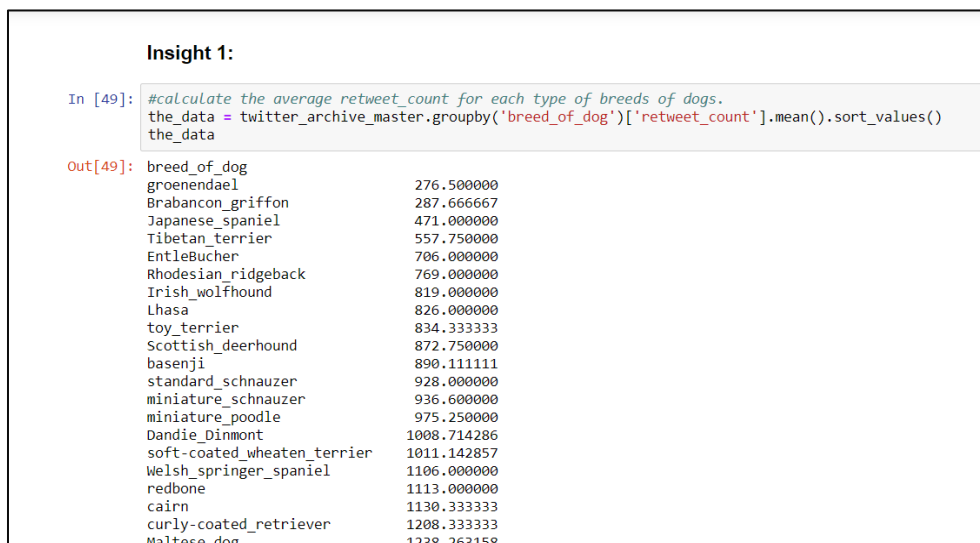 Insight 1:
In [49]: #calculate the average retweet_count for each type of breeds of dogs.
the_data = twitter_archive_master.groupby('breed_of_dog')['retweet_count'].mean().sort_values()
the_data
Out[49]: breed_of_dog
groenendael 276.500000
Brabancon_griffon 287.666667
Japanese_spaniel 471.000000
Tibetan_terrier 557.750000
EntleBucher 706.000000
Rhodesian_ridgeback 769.000000
Irish_wolfhound 819.000000
Lhasa 826.000000
toy_terrier 834.333333
Scottish_deerhound 872.750000
basenji 890.111111
standard_schnauzer 928.000000
miniature_schnauzer 936.600000
miniature_poodle 975.250000
Dandie_Dinmont 1008.714286
soft-coated_wheaten_terrier 1011.142857
Welsh_springer_spaniel 1106.000000
redbone 1113.000000
cairn 1130.333333
curly-coated_retriever 1208.333333
Maltese_dog 1238.263158